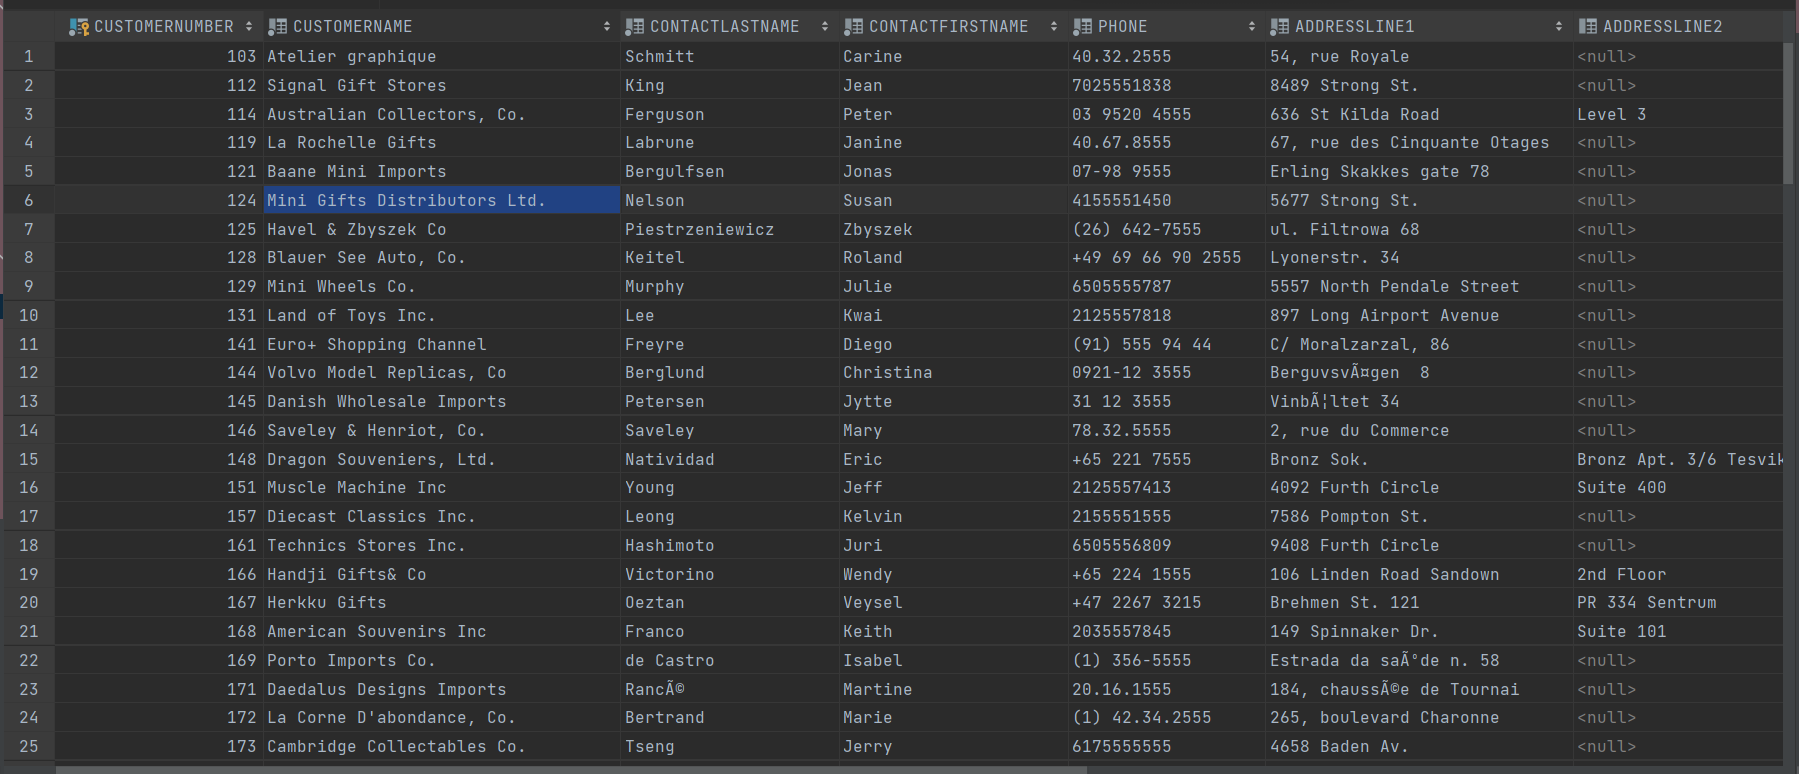 CUSTOMERNUMBER CUSTOMERNAME CONTACTLASTNAME CONTACTFIRSTNAME PHONE ADDRESSLINE1 ADDRESSLINE2
1 103 Atelier graphique Schmitt Carine 40.32.2555 54, rue Royale <null>
2 112 Signal Gift Stores King Jean 7025551838 8489 Strong St. <null>
3 114 Australian Collectors, Co. Ferguson Peter 03 9520 4555 636 St Kilda Road Level 3
4 119 La Rochelle Gifts Labrune Janine 40.67.8555 67, rue des Cinquante Otages <null>
5 121 Baane Mini Imports Bergulfsen Jonas 07-98 9555 Erling Skakkes gate 78 <null>
6 124 Mini Gifts Distributors Ltd. Nelson Susan 4155551450 5677 Strong St. <null>
7 125 Havel & Zbyszek Co Piestrzeniewicz Zbyszek (26) 642-7555 ul. Filtrowa 68 <null>
8 128 Blauer See Auto, Co. Keitel Roland +49 69 66 90 2555 Lyonerstr. 34 <null>
9 129 Mini Wheels Co. Murphy Julie 6505555787 5557 North Pendale Street <null>
10 131 Land of Toys Inc. Lee Kwai 2125557818 897 Long Airport Avenue <null>
11 141 Euro+ Shopping Channel Freyre Diego (91) 555 94 44 C/ Moralzarzal, 86 <null>
12 144 Volvo Model Replicas, Co Berglund Christina 0921-12 3555 BerguvsvÃ¤gen  8 <null>
13 145 Danish Wholesale Imports Petersen Jytte 31 12 3555 VinbÃ¦ltet 34 <null>
14 146 Saveley & Henriot, Co. Saveley Mary 78.32.5555 2, rue du Commerce <null>
15 148 Dragon Souveniers, Ltd. Natividad Eric +65 221 7555 Bronz Sok. Bronz Apt. 3/6 Tesvik
16 151 Muscle Machine Inc Young Jeff 2125557413 4092 Furth Circle Suite 400
17 157 Diecast Classics Inc. Leong Kelvin 2155551555 7586 Pompton St. <null>
18 161 Technics Stores Inc. Hashimoto Juri 6505556809 9408 Furth Circle <null>
19 166 Handji Gifts& Co Victorino Wendy +65 224 1555 106 Linden Road Sandown 2nd Floor
20 167 Herkku Gifts Oeztan Veysel +47 2267 3215 Brehmen St. 121 PR 334 Sentrum
21 168 American Souvenirs Inc Franco Keith 2035557845 149 Spinnaker Dr. Suite 101
22 169 Porto Imports Co. de Castro Isabel (1) 356-5555 Estrada da saÃºde n. 58 <null>
23 171 Daedalus Designs Imports RancÃ© Martine 20.16.1555 184, chaussÃ©e de Tournai <null>
24 172 La Corne D'abondance, Co. Bertrand Marie (1) 42.34.2555 265, boulevard Charonne <null>
25 173 Cambridge Collectables Co. Tseng Jerry 6175555555 4658 Baden Av. <null>